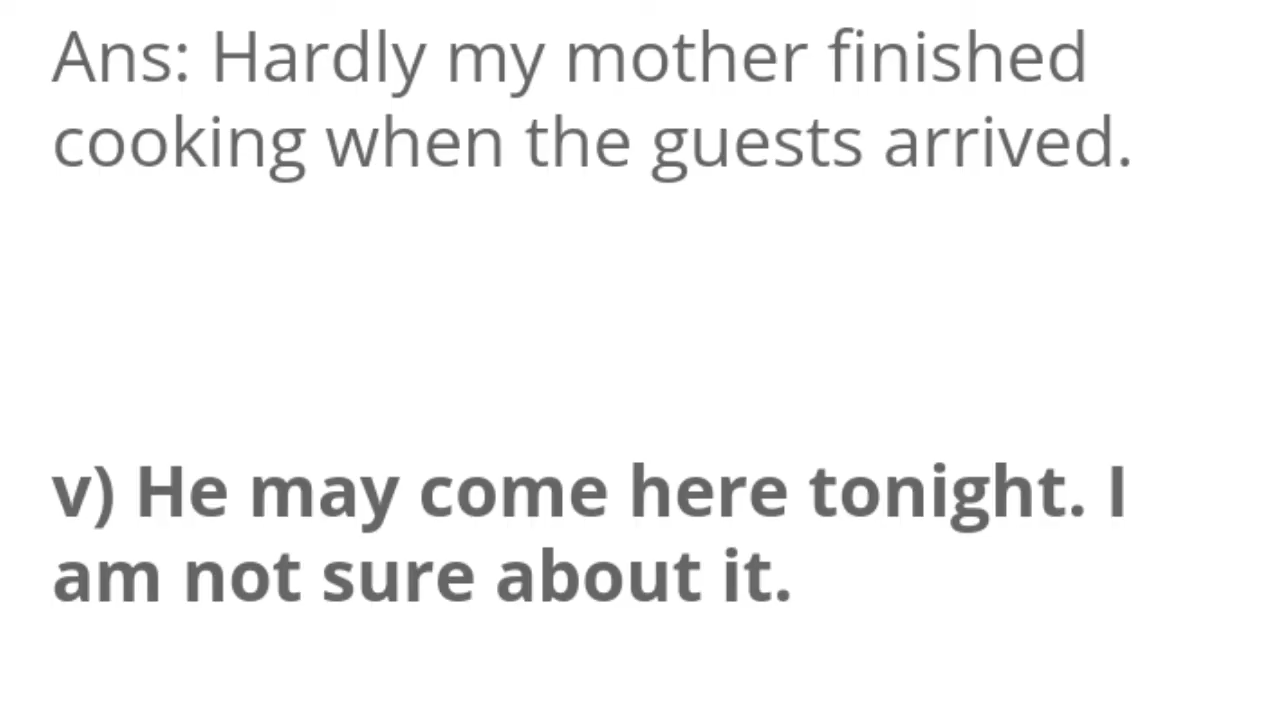 Ans: Hardly my mother finished
cooking when the guests arrived.
v) He may come here tonight. I
am not sure about it.